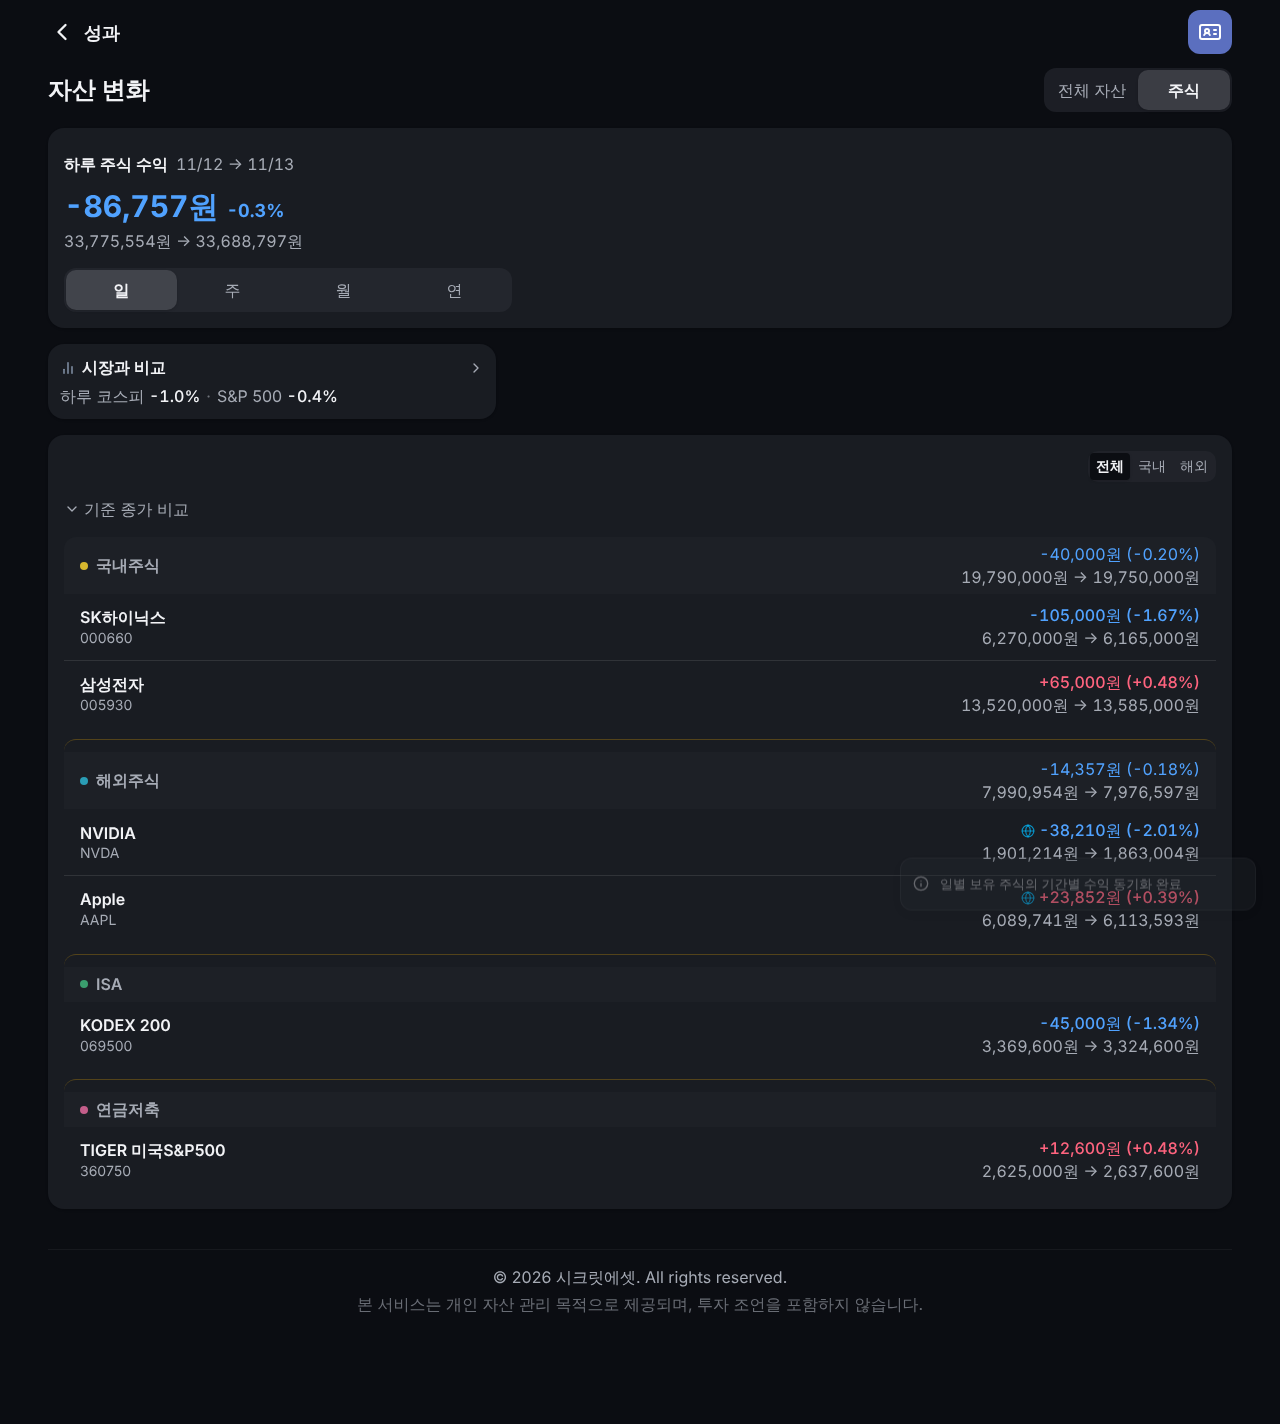 성과
자산 변화
전체 자산 주식
하루 주식 수익 11/12 → 11/13
-86,757원 -0.3%
33,775,554원 → 33,688,797원
일 주 월 연
시장과 비교
하루 코스피 -1.0% · S&P 500 -0.4%
전체 국내 해외
기준 종가 비교
국내주식
-40,000원 (-0.20%)
19,790,000원 → 19,750,000원
SK하이닉스
000660
-105,000원 (-1.67%)
6,270,000원 → 6,165,000원
삼성전자
005930
+65,000원 (+0.48%)
13,520,000원 → 13,585,000원
해외주식
-14,357원 (-0.18%)
7,990,954원 → 7,976,597원
NVIDIA
NVDA
-38,210원 (-2.01%)
1,901,214원 → 1,863,004원
일별 보유 주식의 기간별 수익 동기화 완료
Apple
AAPL
+23,852원 (+0.39%)
6,089,741원 → 6,113,593원
ISA
KODEX 200
069500
-45,000원 (-1.34%)
3,369,600원 → 3,324,600원
연금저축
TIGER 미국S&P500
360750
+12,600원 (+0.48%)
2,625,000원 → 2,637,600원
© 2026 시크릿에셋. All rights reserved.
본 서비스는 개인 자산 관리 목적으로 제공되며, 투자 조언을 포함하지 않습니다.